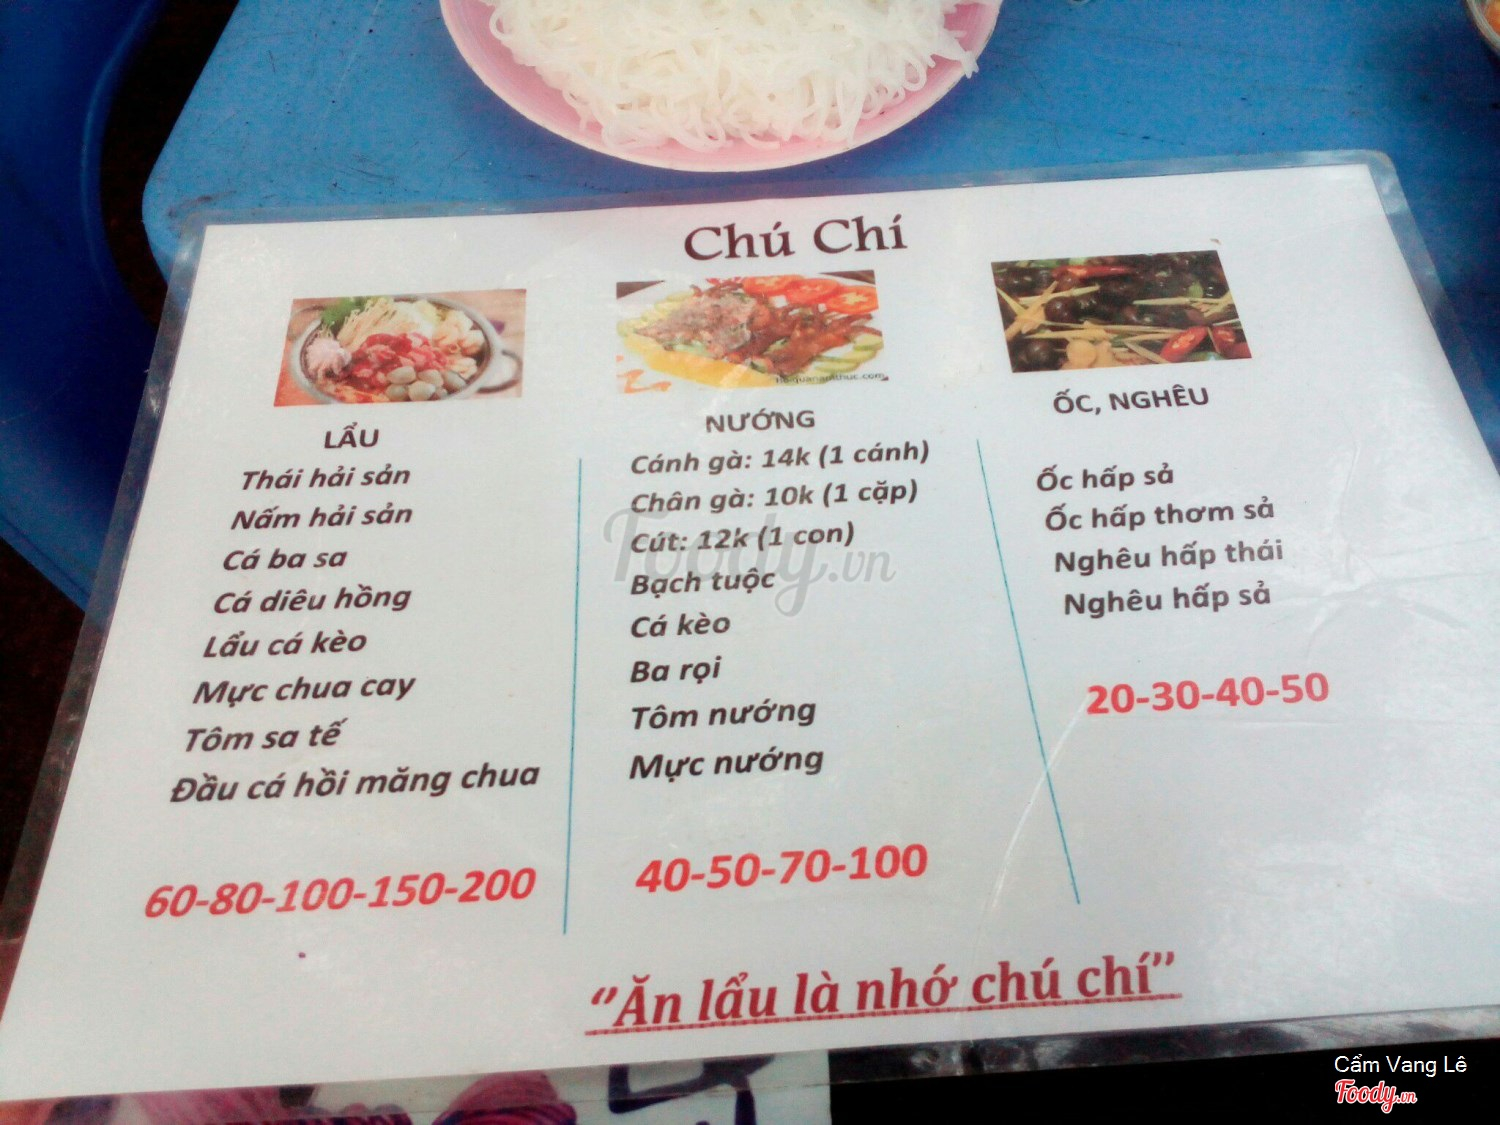 Chú Chí
LẨU
Thái hải sản
Nấm hải sản
Cá ba sa
Cá diêu hồng
Lẩu cá kèo
Mực chua cay
Tôm sa tế
Đầu cá hồi măng chua
60-80-100-150-200
NƯỚNG
Cánh gà: 14k (1 cánh)
Chân gà: 10k (1 cặp)
Cút: 12k (1 con)
Bạch tuộc
Cá kèo
Ba rọi
Tôm nướng
Mực nướng
40-50-70-100
ỐC, NGHÊU
Ốc hấp sả
Ốc hấp thơm sả
Nghêu hấp thái
Nghêu hấp sả
20-30-40-50
"Ăn lẩu là nhớ chú chí"
Foody.vn
Cẩm Vang Lê
Foody.vn